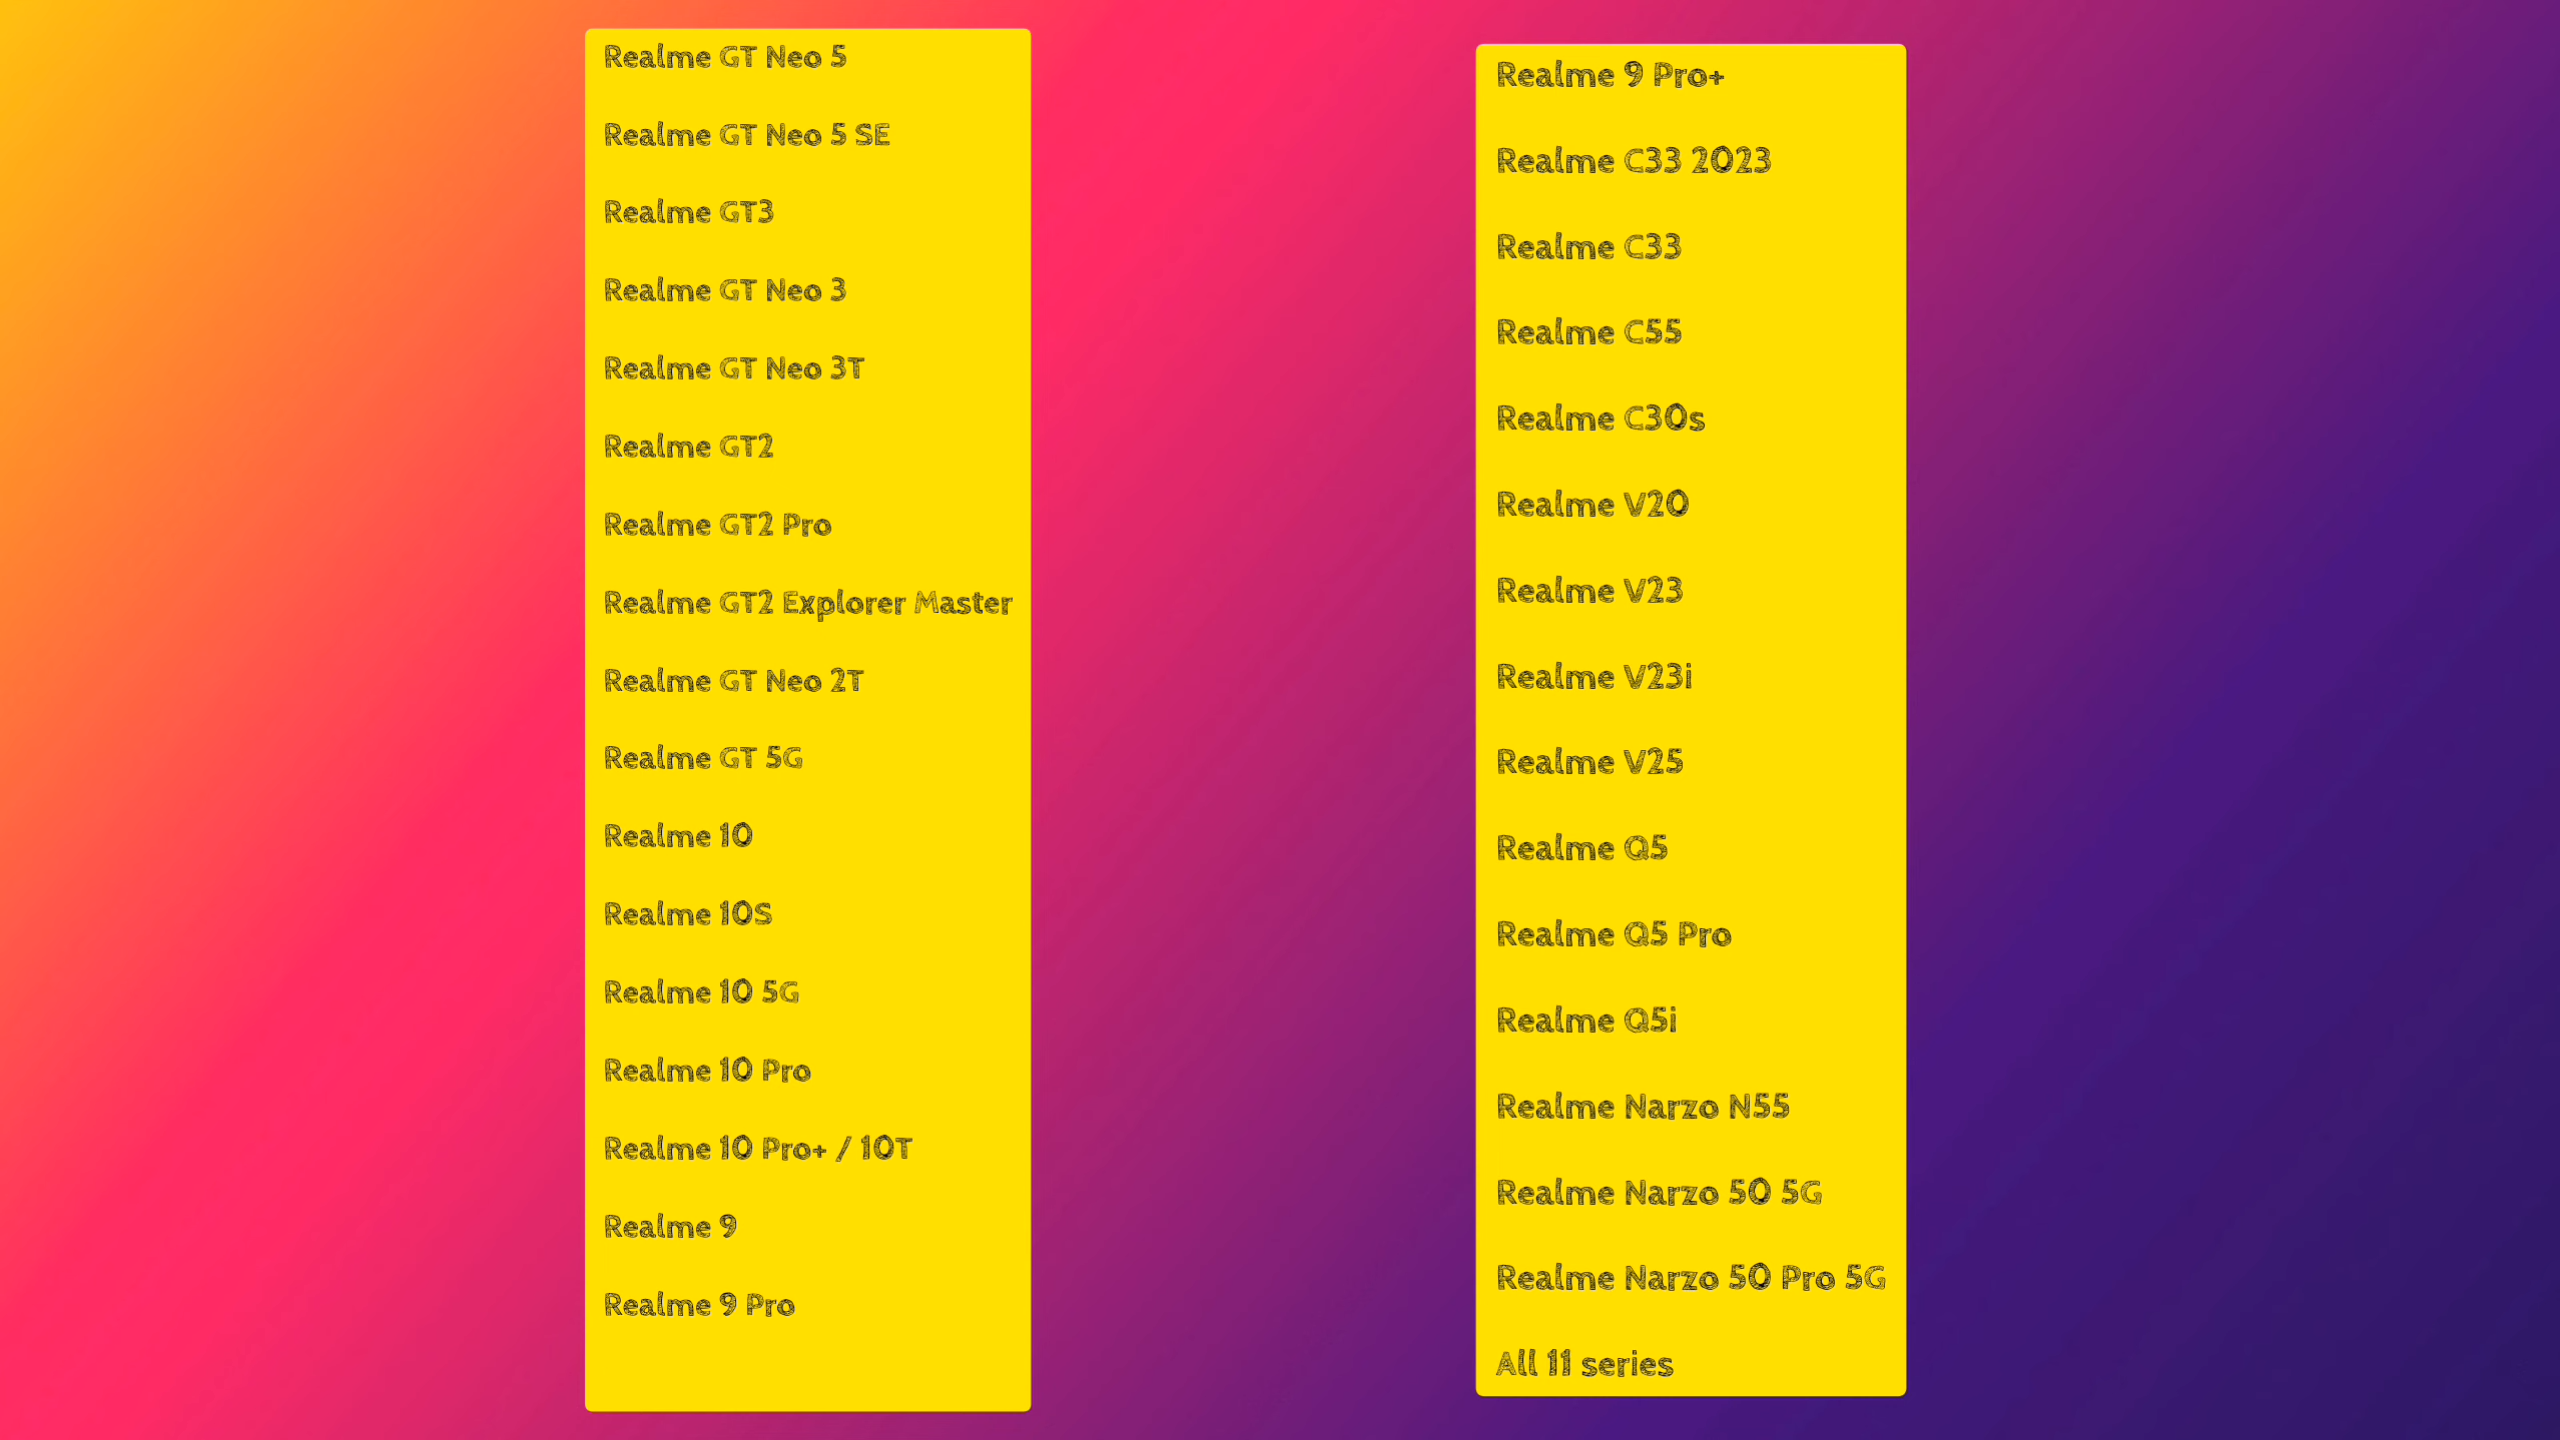 Realme GT Neo 5
Realme GT Neo 5 SE
Realme GT3
Realme GT Neo 3
Realme GT Neo 3T
Realme GT2
Realme GT2 Pro
Realme GT2 Explorer Master
Realme GT Neo 2T
Realme GT 5G
Realme 10
Realme 10S
Realme 10 5G
Realme 10 Pro
Realme 10 Pro+ / 10T
Realme 9
Realme 9 Pro
Realme 9 Pro+
Realme C33 2023
Realme C33
Realme C55
Realme C30s
Realme V20
Realme V23
Realme V23i
Realme V25
Realme Q5
Realme Q5 Pro
Realme Q5i
Realme Narzo N55
Realme Narzo 50 5G
Realme Narzo 50 Pro 5G
All 11 series